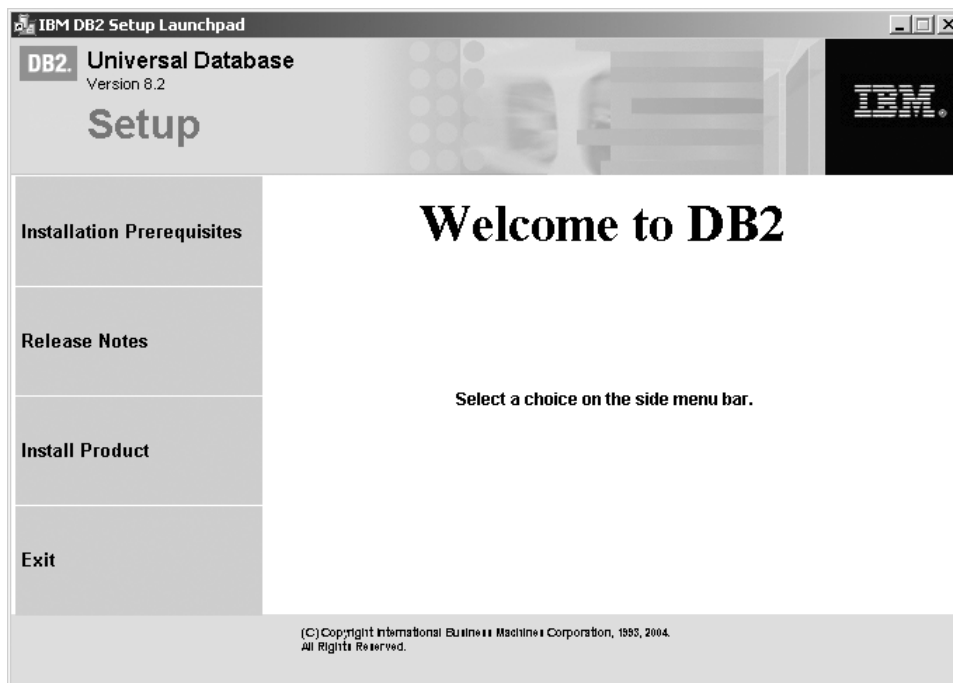 IBM DB2 Setup Launchpad
DB2. Universal Database
Version 8.2
Setup
IBM®
Installation Prerequisites
Welcome to DB2
Release Notes
Select a choice on the side menu bar.
Install Product
Exit
(C) Copyright International Business Machines Corporation, 1993, 2004.
All Rights Reserved.